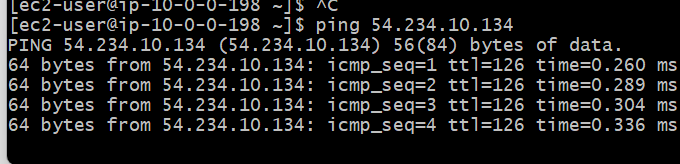 [ec2-user@ip-10-0-0-198 ~]$ ^C
[ec2-user@ip-10-0-0-198 ~]$ ping 54.234.10.134
PING 54.234.10.134 (54.234.10.134) 56(84) bytes of data.
64 bytes from 54.234.10.134: icmp_seq=1 ttl=126 time=0.260 ms
64 bytes from 54.234.10.134: icmp_seq=2 ttl=126 time=0.289 ms
64 bytes from 54.234.10.134: icmp_seq=3 ttl=126 time=0.304 ms
64 bytes from 54.234.10.134: icmp_seq=4 ttl=126 time=0.336 ms